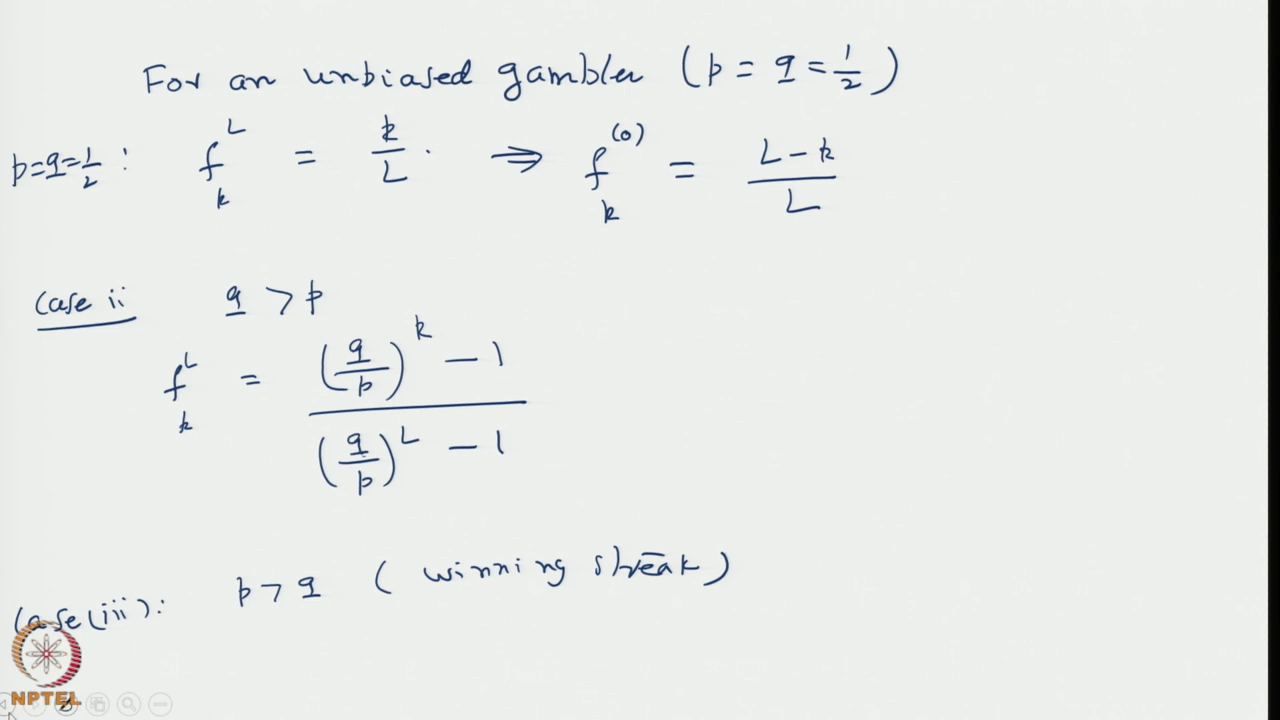 For an unbiased gambler (p = q = 1/2)
p=q=1/2 : f_k^L = k/L . ⇒ f_k^(0) = (L-k)/L
Case ii q > p
f_k^L = ((q/p)^k - 1)/((q/p)^L - 1)
Case(iii): p > q (winning streak)
NPTEL